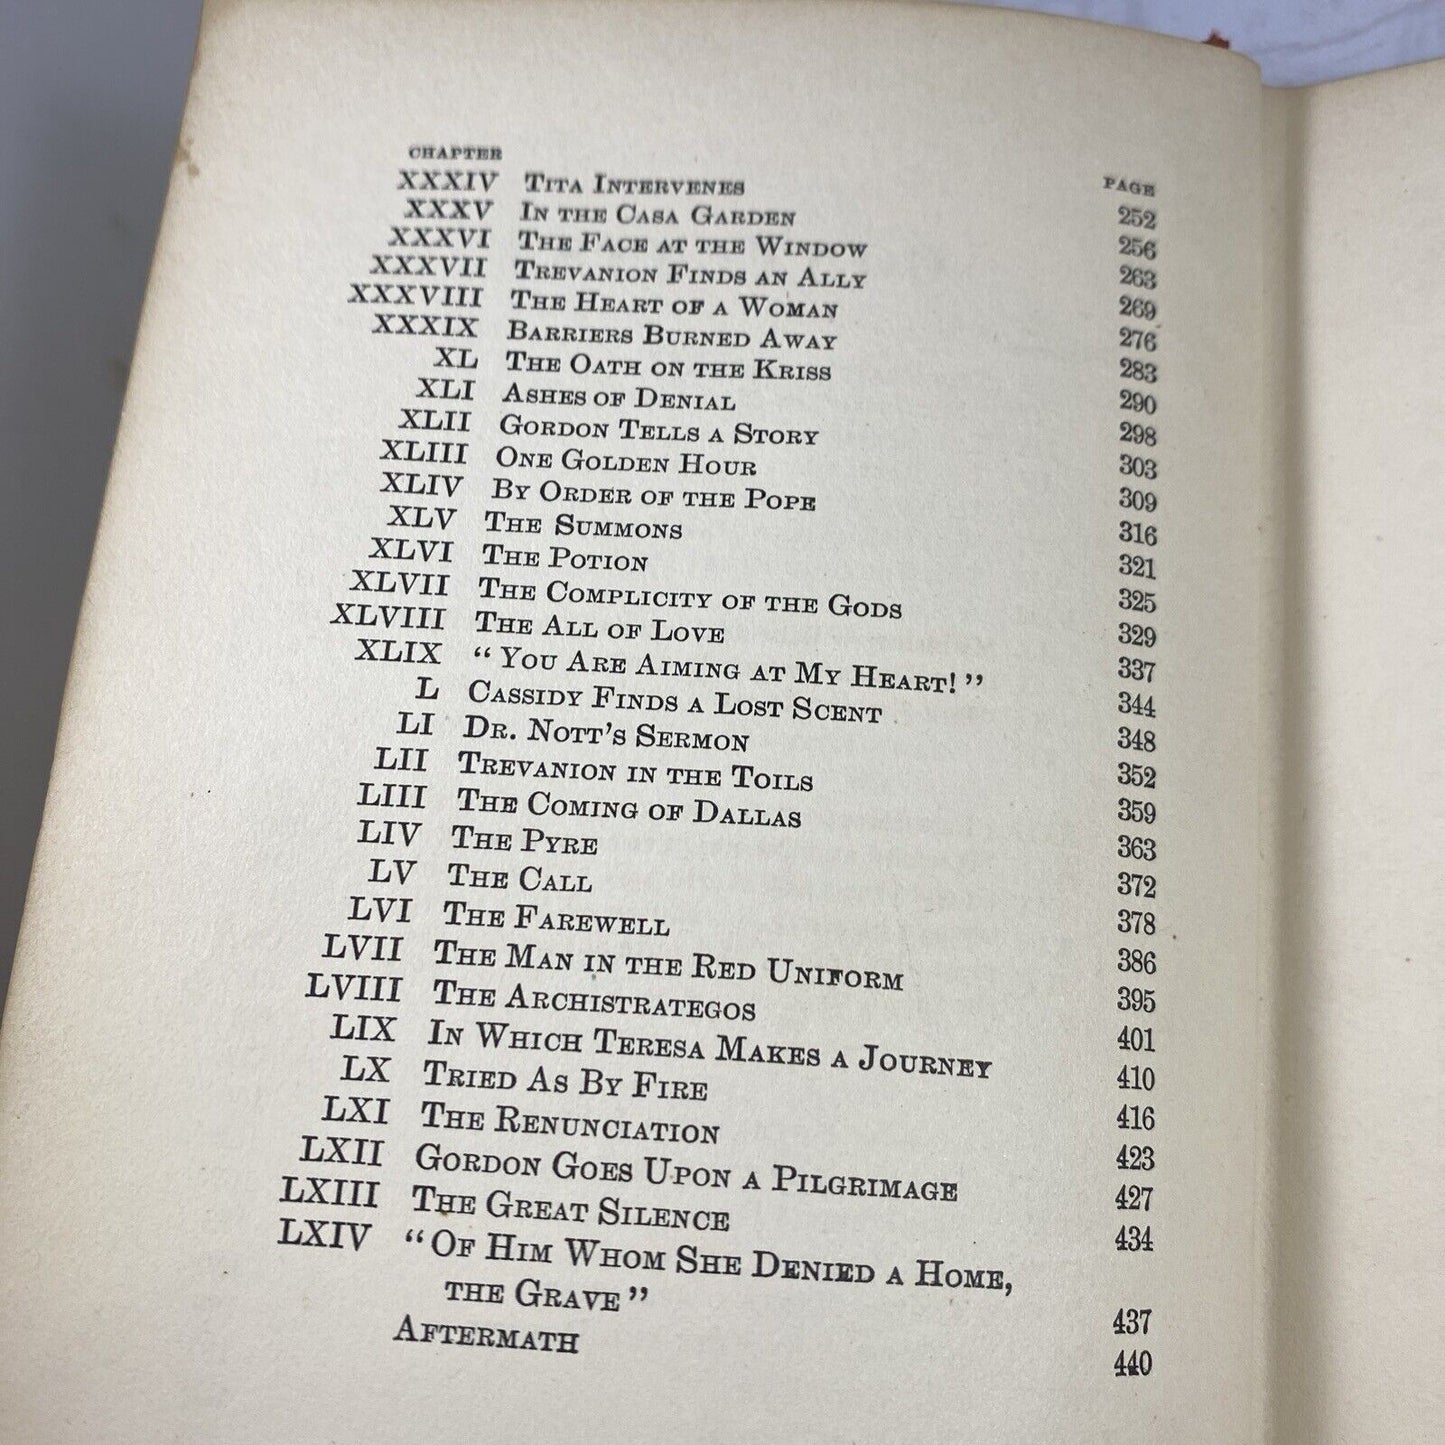 CHAPTER PAGE
XXXIV TITA INTERVENES 252
XXXV IN THE CASA GARDEN 256
XXXVI THE FACE AT THE WINDOW 263
XXXVII TREVANION FINDS AN ALLY 269
XXXVIII THE HEART OF A WOMAN 276
XXXIX BARRIERS BURNED AWAY 283
XL THE OATH ON THE KRISS 290
XLI ASHES OF DENIAL 298
XLII GORDON TELLS A STORY 303
XLIII ONE GOLDEN HOUR 309
XLIV BY ORDER OF THE POPE 316
XLV THE SUMMONS 321
XLVI THE POTION 325
XLVII THE COMPLICITY OF THE GODS 329
XLVIII THE ALL OF LOVE 337
XLIX “YOU ARE AIMING AT MY HEART!” 344
L CASSIDY FINDS A LOST SCENT 348
LI DR. NOTT'S SERMON 352
LII TREVANION IN THE TOILS 359
LIII THE COMING OF DALLAS 363
LIV THE PYRE 372
LV THE CALL 378
LVI THE FAREWELL 386
LVII THE MAN IN THE RED UNIFORM 395
LVIII THE ARCHISTRATEGOS 401
LIX IN WHICH TERESA MAKES A JOURNEY 410
LX TRIED AS BY FIRE 416
LXI THE RENUNCIATION 423
LXII GORDON GOES UPON A PILGRIMAGE 427
LXIII THE GREAT SILENCE 434
LXIV “OF HIM WHOM SHE DENIED A HOME,
THE GRAVE” 437
AFTERMATH 440